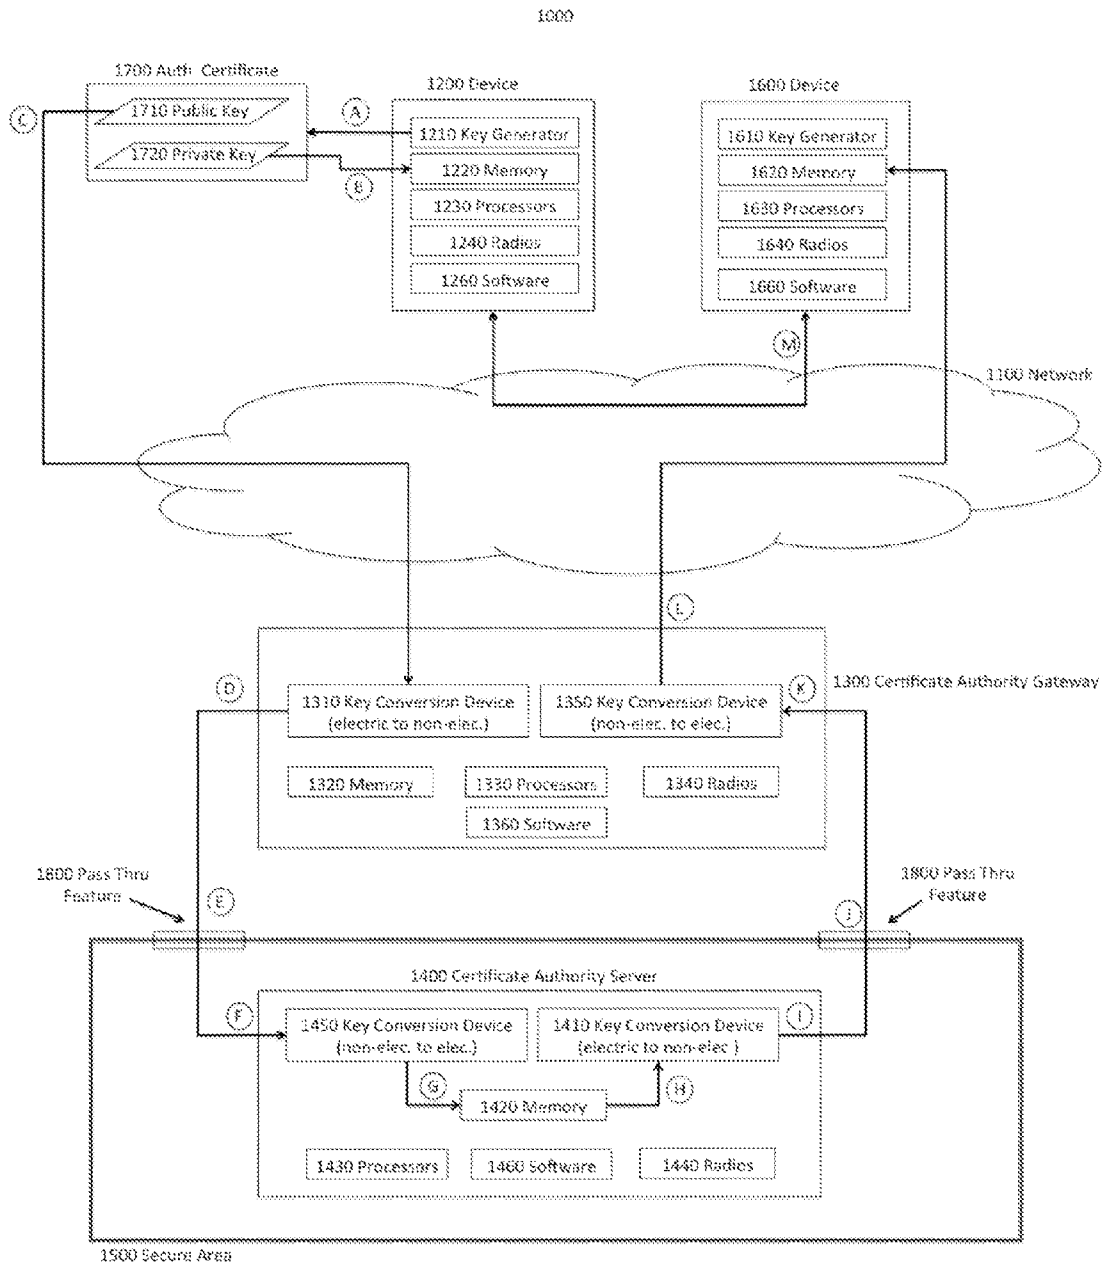 1000
1700 Auth. Certificate
1710 Public Key
1720 Private Key
C
A
B
1200 Device
1210 Key Generator
1220 Memory
1230 Processors
1240 Radios
1260 Software
1600 Device
1610 Key Generator
1620 Memory
1630 Processors
1640 Radios
1660 Software
M
1100 Network
L
D
1310 Key Conversion Device
(electric to non-elec.)
1350 Key Conversion Device
(non-elec. to elec.)
K
1300 Certificate Authority Gateway
1320 Memory
1330 Processors
1340 Radios
1360 Software
1800 Pass Thru
Feature
E
1800 Pass Thru
Feature
J
1400 Certificate Authority Server
F
1450 Key Conversion Device
(non-elec. to elec.)
1410 Key Conversion Device
(electric to non-elec.)
I
G
1420 Memory
H
1430 Processors
1460 Software
1440 Radios
1500 Secure Area